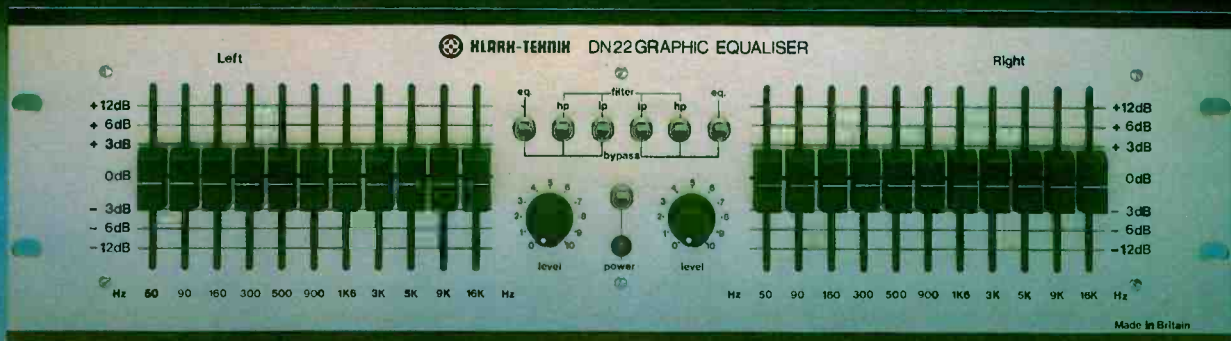 KLARK-TEKNIK DN22 GRAPHIC EQUALISER
Left
Right
+12dB
+ 6dB
+ 3dB
0dB
- 3dB
- 6dB
-12dB
Hz 50 90 160 300 500 900 1K6 3K 5K 9K 16K Hz
eq. filter eq.
hp lp lp hp
bypass
0 1 2 3 4 5 6 7 8 9 10
level
power
0 1 2 3 4 5 6 7 8 9 10
level
+12dB
+ 6dB
+ 3dB
0dB
- 3dB
- 6dB
-12dB
Hz 50 90 160 300 500 900 1K6 3K 5K 9K 16K Hz
Made in Britain